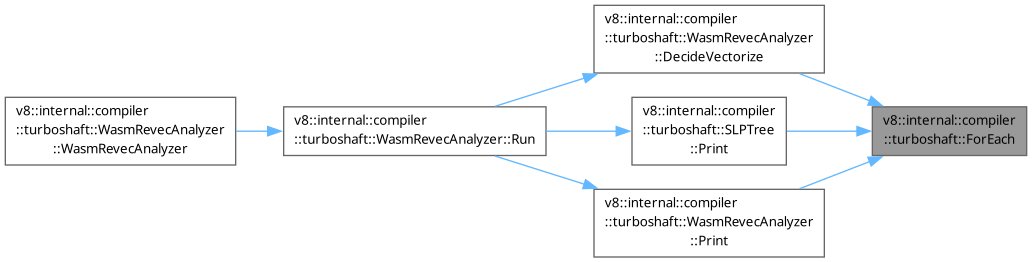 v8::internal::compiler
::turboshaft::WasmRevecAnalyzer
::WasmRevecAnalyzer
v8::internal::compiler
::turboshaft::WasmRevecAnalyzer::Run
v8::internal::compiler
::turboshaft::WasmRevecAnalyzer
::DecideVectorize
v8::internal::compiler
::turboshaft::SLPTree
::Print
v8::internal::compiler
::turboshaft::WasmRevecAnalyzer
::Print
v8::internal::compiler
::turboshaft::ForEach